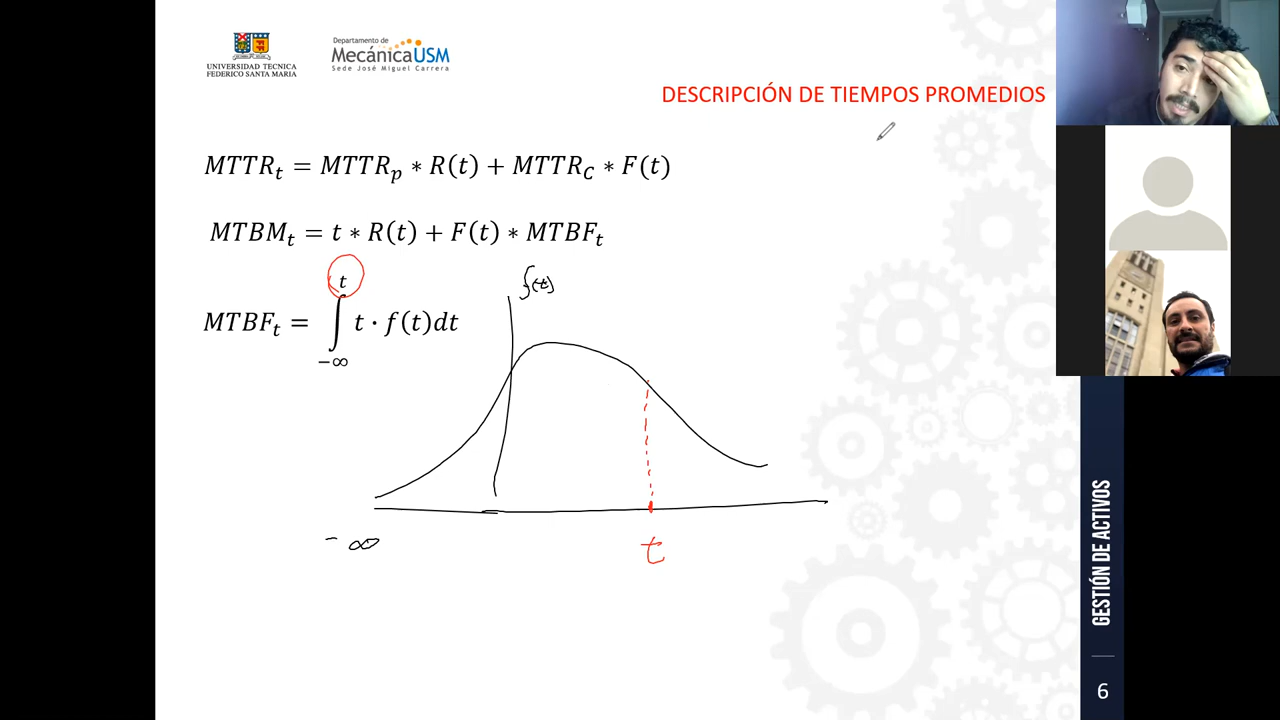 UNIVERSIDAD TECNICA
FEDERICO SANTA MARIA
Departamento de
MecánicaUSM
Sede José Miguel Carrera
DESCRIPCIÓN DE TIEMPOS PROMEDIOS
MTTR_t = MTTR_p * R(t) + MTTR_C * F(t)
MTBM_t = t * R(t) + F(t) * MTBF_t
MTBF_t = ∫_{-∞}^{t} t · f(t)dt
f(t)
-∞
t
GESTIÓN DE ACTIVOS
6